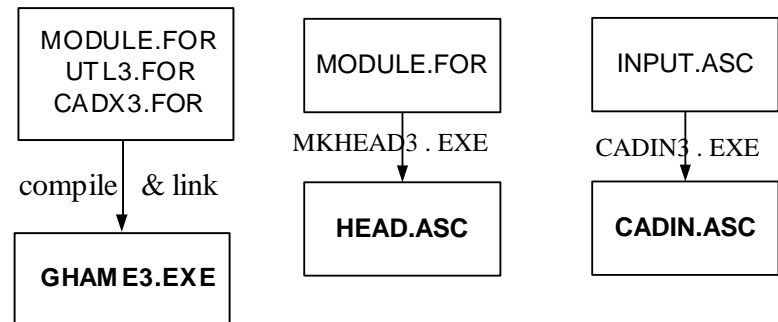 MODULE.FOR
UTL3.FOR
CADX3.FOR
compile & link
GHAME3.EXE
MODULE.FOR
MKHEAD3 . EXE
HEAD.ASC
INPUT.ASC
CADIN3 . EXE
CADIN.ASC